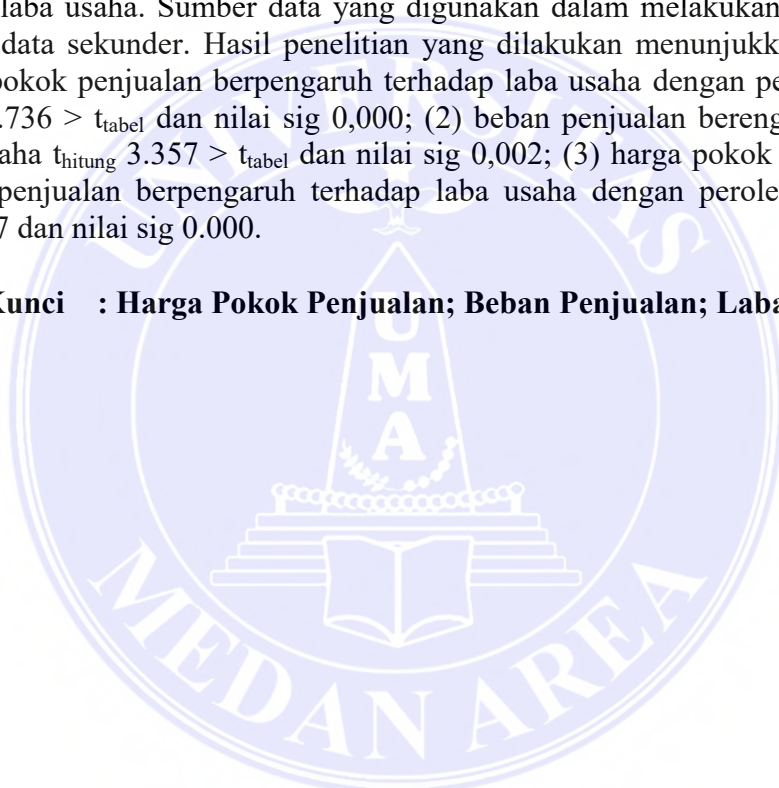 laba usaha. Sumber data yang digunakan dalam melakukan
data sekunder. Hasil penelitian yang dilakukan menunjukk
pokok penjualan berpengaruh terhadap laba usaha dengan pe
.736 > ttabel dan nilai sig 0,000; (2) beban penjualan bereng
aha thitung 3.357 > ttabel dan nilai sig 0,002; (3) harga pokok
penjualan berpengaruh terhadap laba usaha dengan perole
7 dan nilai sig 0.000.
Kunci : Harga Pokok Penjualan; Beban Penjualan; Laba
UNIVERSITAS
UMA
MEDAN AREA